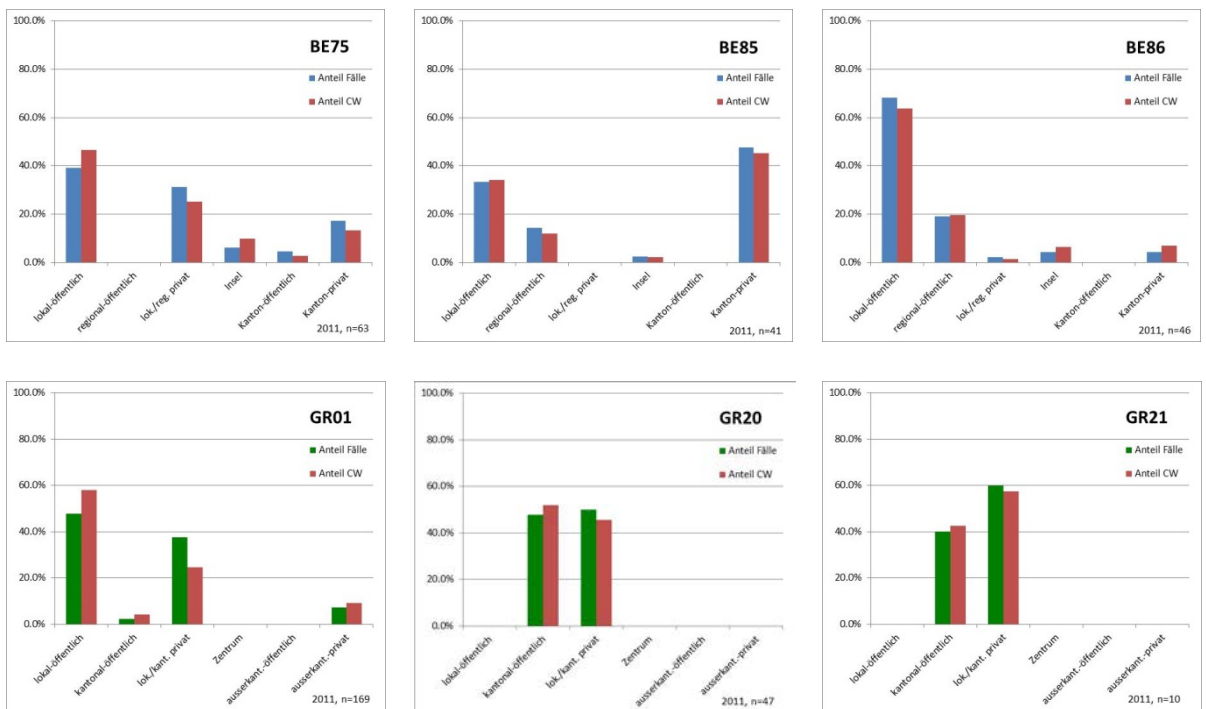 BE75
Anteil Fälle
Anteil CW
100.0%
80.0%
60.0%
40.0%
20.0%
0.0%
lokal-öffentlich
regional-öffentlich
lok./reg. privat
Insel
Kanton-öffentlich
Kanton-privat
2011, n=63
BE85
Anteil Fälle
Anteil CW
100.0%
80.0%
60.0%
40.0%
20.0%
0.0%
lokal-öffentlich
regional-öffentlich
lok./reg. privat
Insel
Kanton-öffentlich
Kanton-privat
2011, n=41
BE86
Anteil Fälle
Anteil CW
100.0%
80.0%
60.0%
40.0%
20.0%
0.0%
lokal-öffentlich
regional-öffentlich
lok./reg. privat
Insel
Kanton-öffentlich
Kanton-privat
2011, n=46
GR01
Anteil Fälle
Anteil CW
100.0%
80.0%
60.0%
40.0%
20.0%
0.0%
lokal-öffentlich
kantonal-öffentlich
lok./kant. privat
Zentrum
ausserkant.-öffentlich
ausserkant.-privat
2011, n=169
GR20
Anteil Fälle
Anteil CW
100.0%
80.0%
60.0%
40.0%
20.0%
0.0%
lokal-öffentlich
kantonal-öffentlich
lok./kant. privat
Zentrum
ausserkant.-öffentlich
ausserkant.-privat
2011, n=47
GR21
Anteil Fälle
Anteil CW
100.0%
80.0%
60.0%
40.0%
20.0%
0.0%
lokal-öffentlich
kantonal-öffentlich
lok./kant. privat
Zentrum
ausserkant.-öffentlich
ausserkant.-privat
2011, n=10